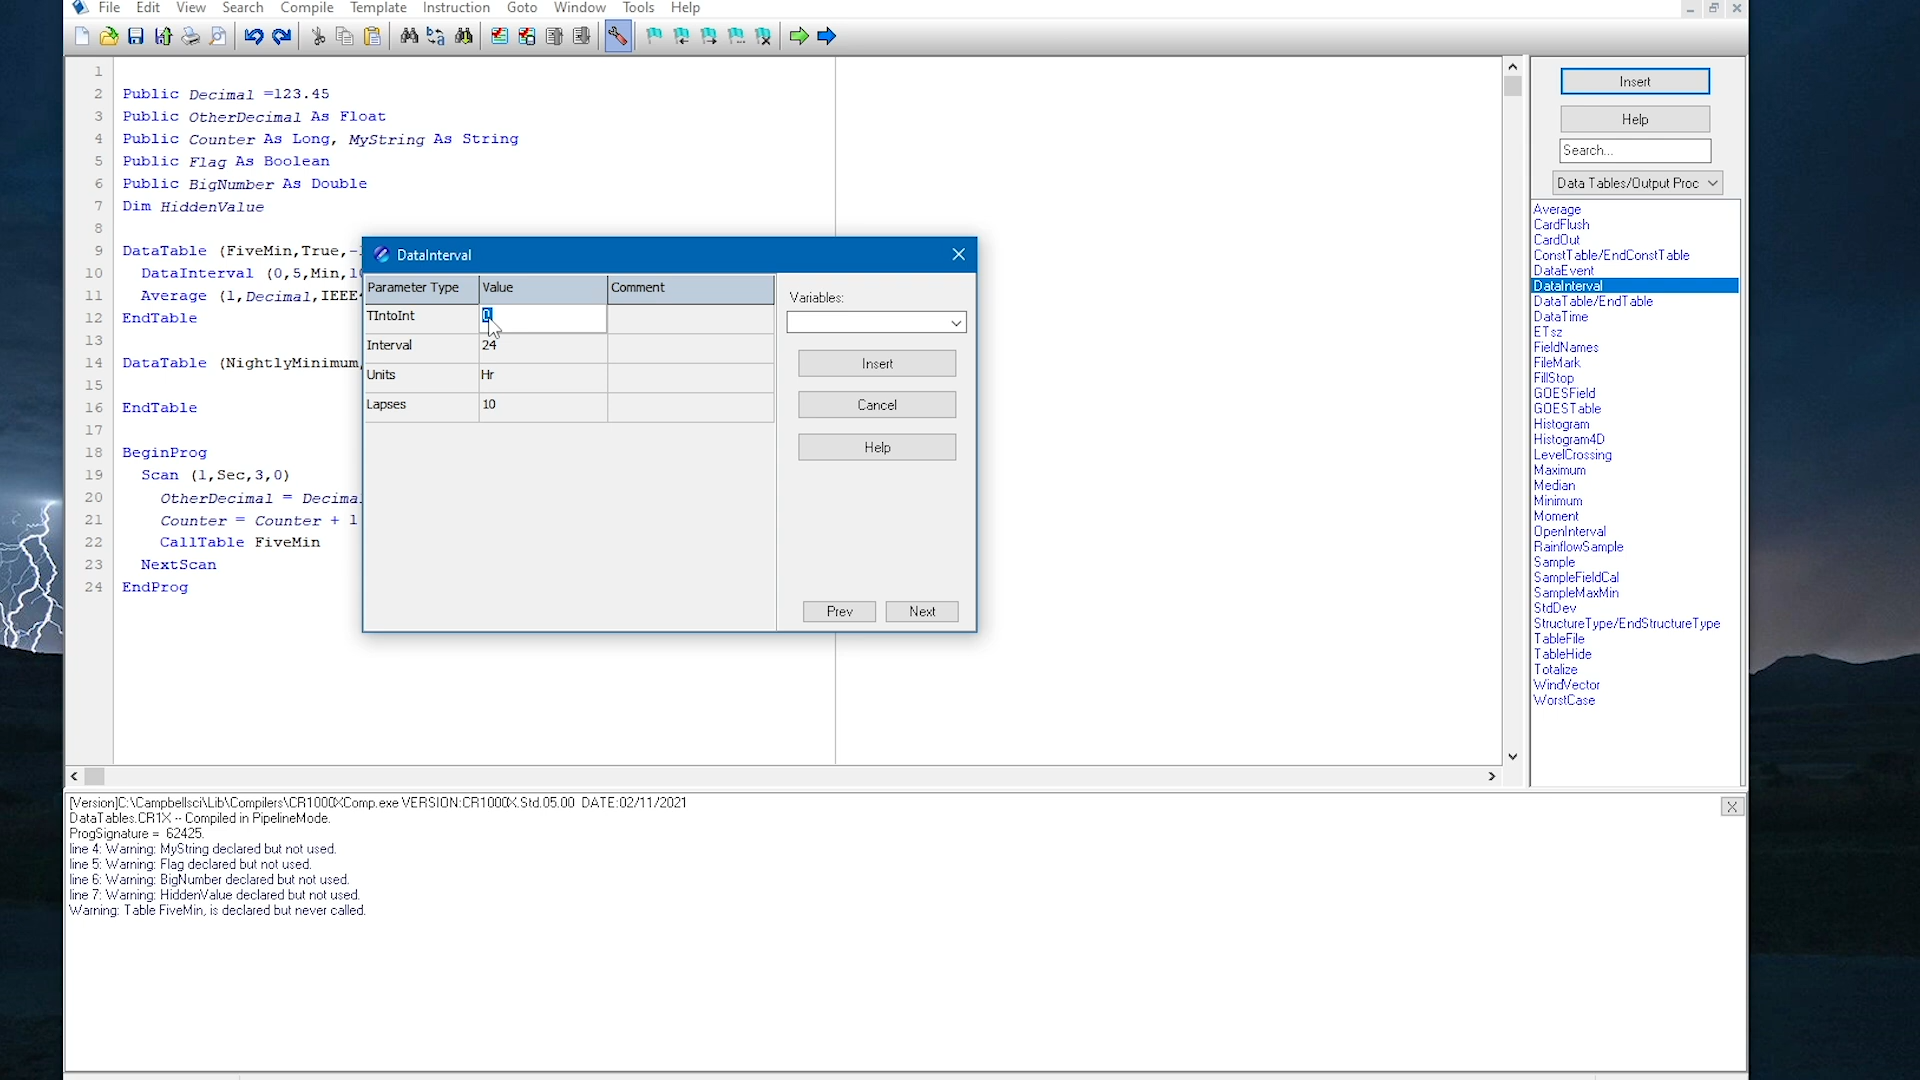 File Edit View Search Compile Template Instruction Goto Window Tools Help
1
2 Public Decimal =123.45
3 Public OtherDecimal As Float
4 Public Counter As Long, MyString As String
5 Public Flag As Boolean
6 Public BigNumber As Double
7 Dim HiddenValue
8
9 DataTable (FiveMin,True,-
10 DataInterval (0,5,Min,10
11 Average (1,Decimal,IEEE4
12 EndTable
13
14 DataTable (NightlyMinimum,
15
16 EndTable
17
18 BeginProg
19 Scan (1,Sec,3,0)
20 OtherDecimal = Decimal
21 Counter = Counter + 1
22 CallTable FiveMin
23 NextScan
24 EndProg
DataInterval
Parameter Type Value Comment
TIntoInt 0
Interval 24
Units Hr
Lapses 10
Variables:
Insert
Cancel
Help
Prev Next
Insert
Help
Search...
Data Tables/Output Proc
Average
CardFlush
CardOut
ConstTable/EndConstTable
DataEvent
DataInterval
DataTable/EndTable
DataTime
ETsz
FieldNames
FileMark
FillStop
GOESField
GOESTable
Histogram
Histogram4D
LevelCrossing
Maximum
Median
Minimum
Moment
OpenInterval
RainflowSample
Sample
SampleFieldCal
SampleMaxMin
StdDev
StructureType/EndStructureType
TableFile
TableHide
Totalize
WindVector
WorstCase
[Version]C:\Campbellsci\Lib\Compilers\CR1000XComp.exe VERSION:CR1000X.Std.05.00 DATE:02/11/2021
DataTables.CR1X -- Compiled in PipelineMode.
ProgSignature = 62425.
line 4: Warning: MyString declared but not used.
line 5: Warning: Flag declared but not used.
line 6: Warning: BigNumber declared but not used.
line 7: Warning: HiddenValue declared but not used.
Warning: Table FiveMin, is declared but never called.